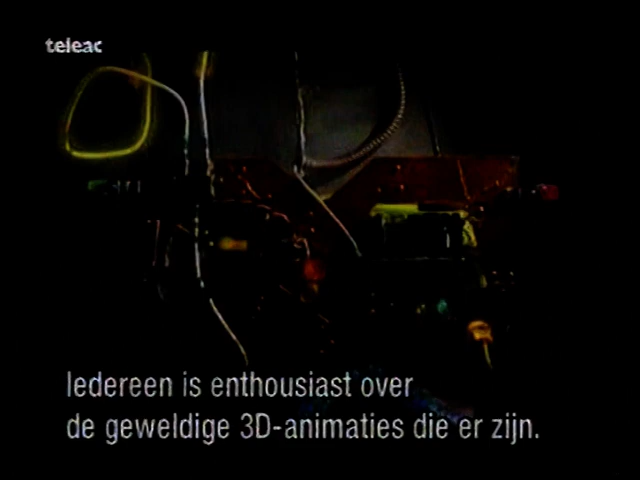 teleac
Iedereen is enthousiast over
de geweldige 3D-animaties die er zijn.